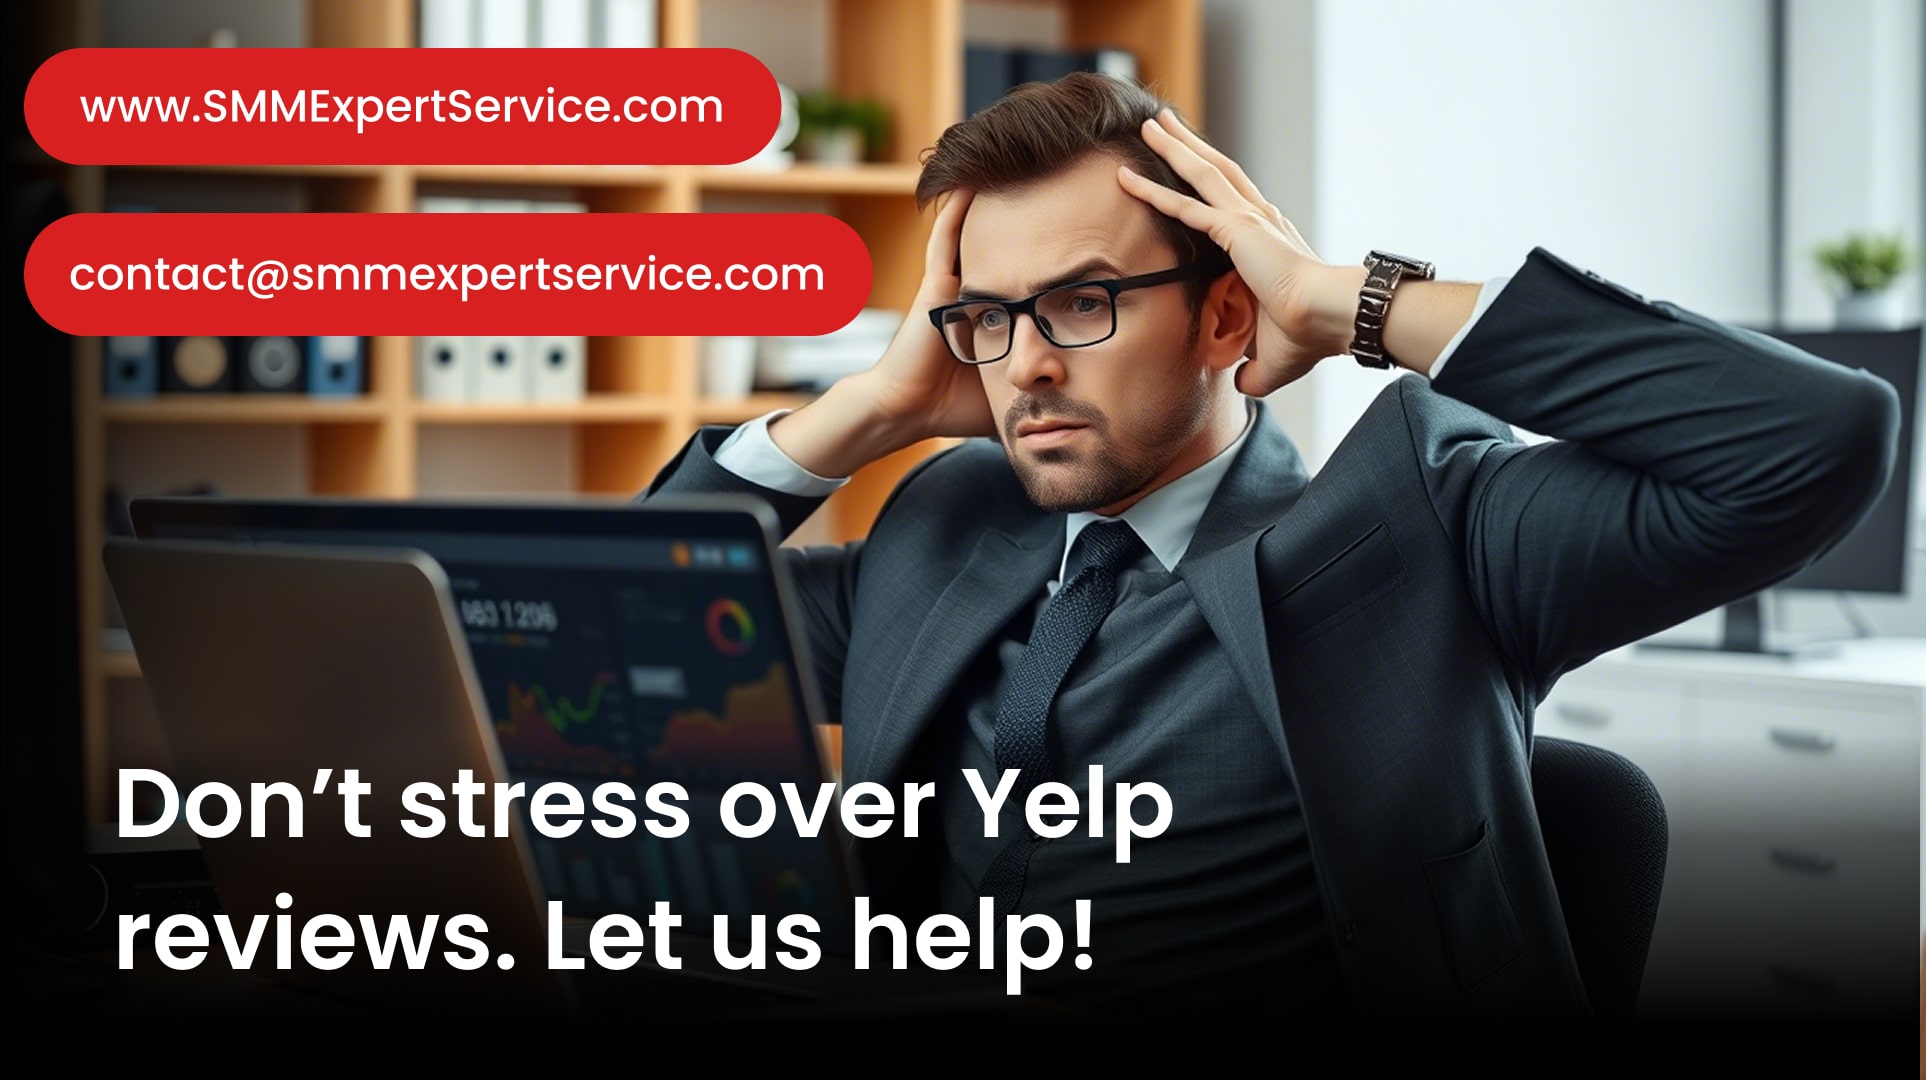 www.SMMExpertService.com
contact@smmexpertservice.com
Don’t stress over Yelp
reviews. Let us help!